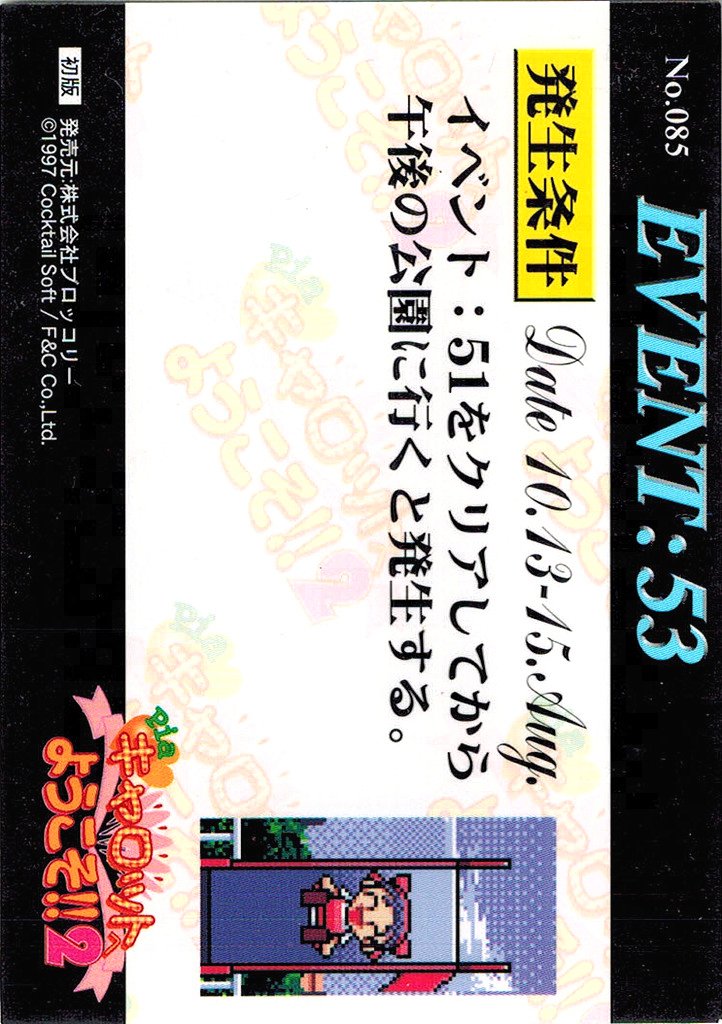 No.085
EVENT:53
発生条件 Date 10.13-15.Aug.
イベント:51をクリアしてから
午後の公園に行くと発生する。
初版 発売元:株式会社ブロッコリー
©1997 Cocktail Soft / F&C Co.,Ltd.
pia
キャロットへ
ようこそ!!2